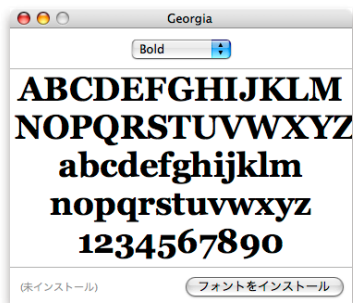 Georgia
Bold
ABCDEFGHIJKLM
NOPQRSTUVWXYZ
abcdefghijklm
nopqrstuvwxyz
1234567890
(未インストール)
フォントをインストール